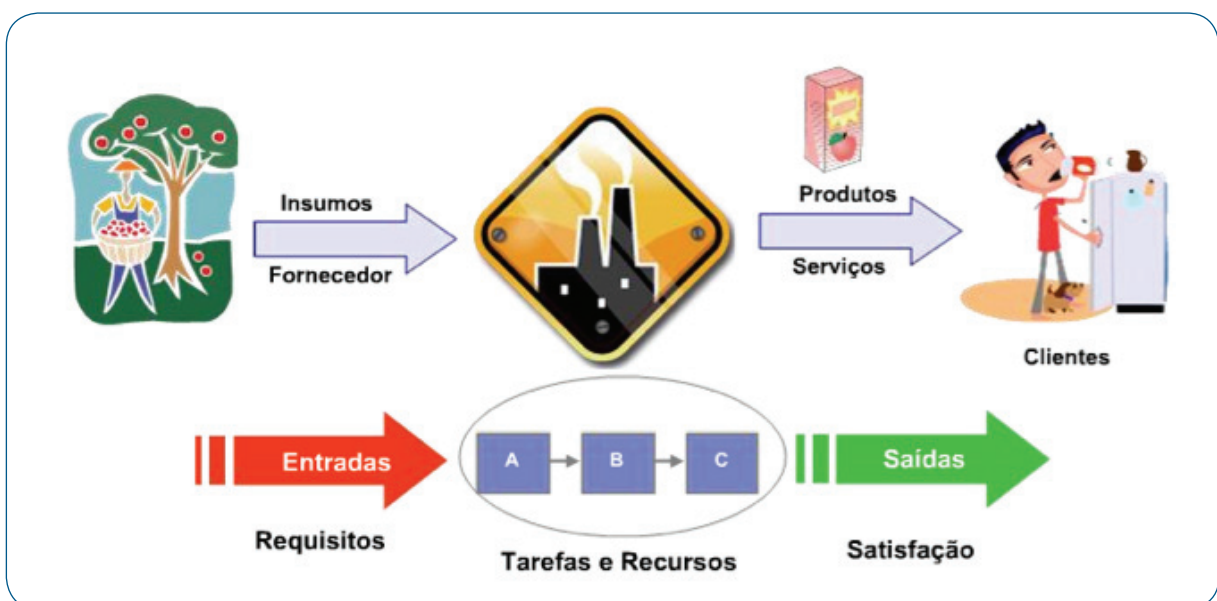 Insumos
Fornecedor
Produtos
Serviços
Clientes
Entradas
A
B
C
Saídas
Requisitos
Tarefas e Recursos
Satisfação